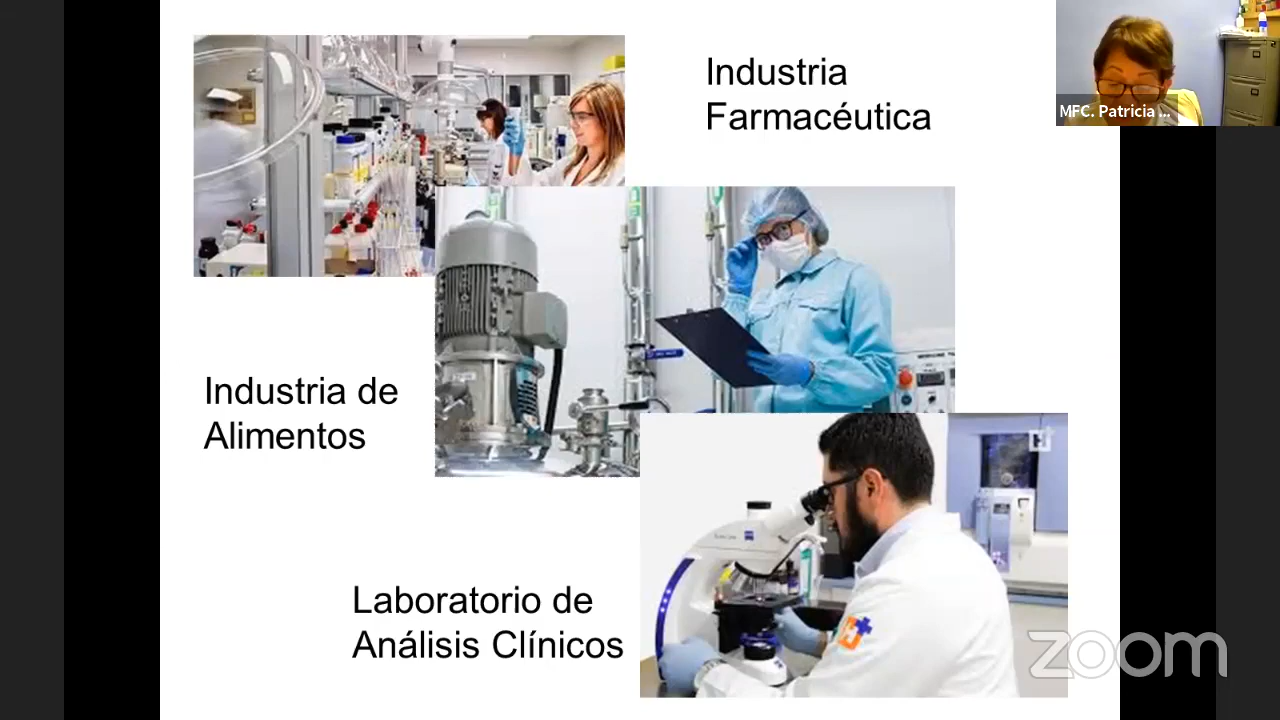 Industria
Farmacéutica
MFC. Patricia ...
Industria de
Alimentos
Laboratorio de
Análisis Clínicos
zoom